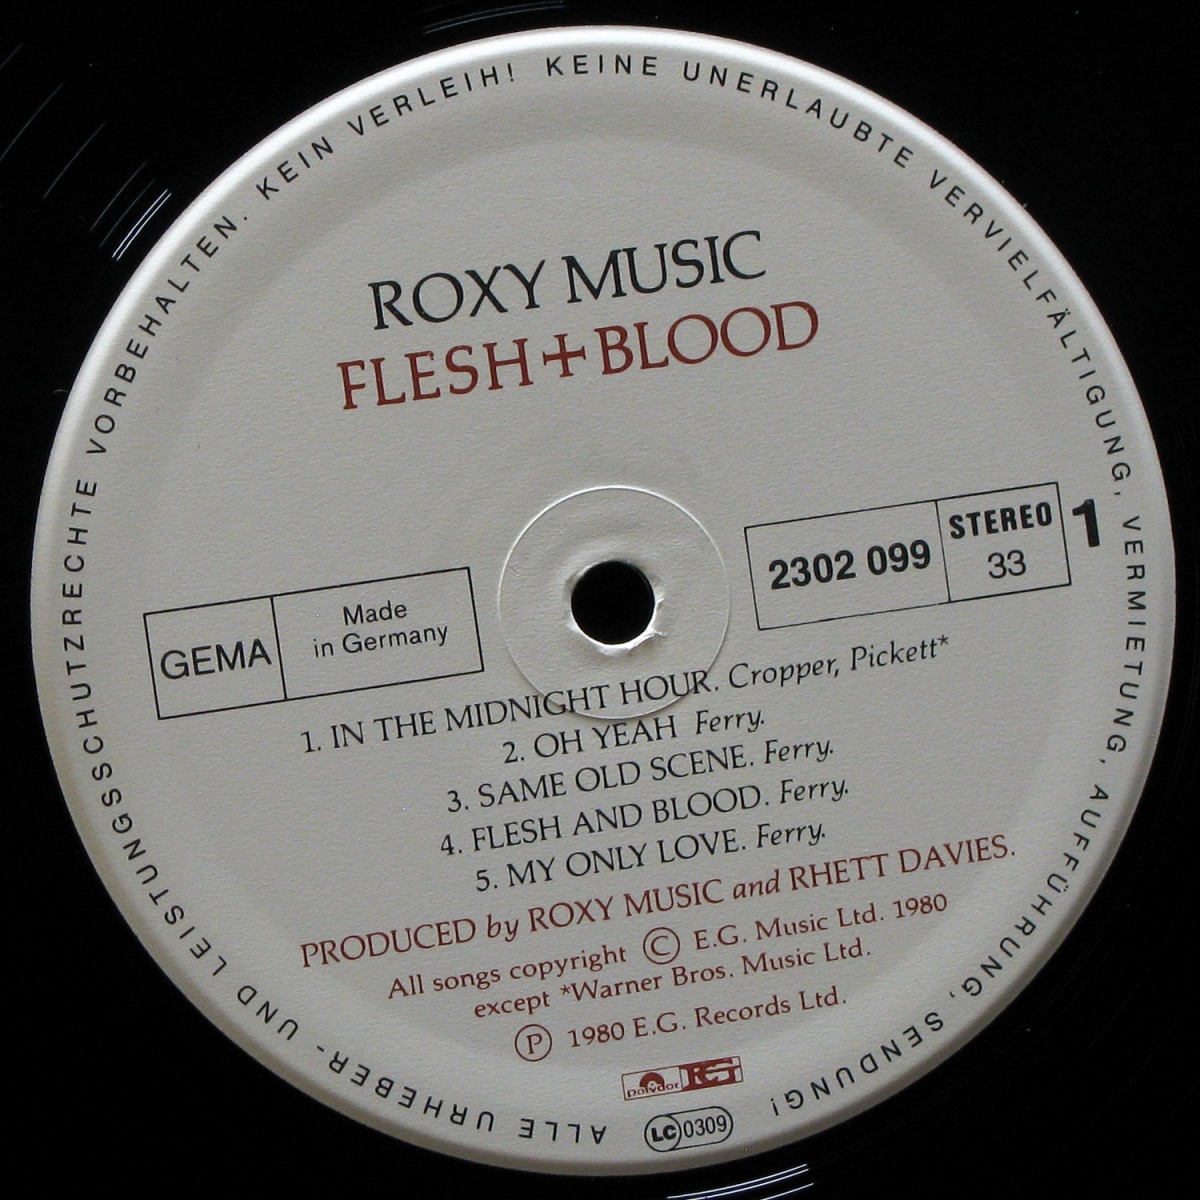 ALLE URHEBER- UND LEISTUNGSSCHUTZRECHTE VORBEHALTEN. KEIN VERLEIH! KEINE UNERLAUBTE VERVIELFÄLTIGUNG, VERMIETUNG, AUFFÜHRUNG, SENDUNG!
ROXY MUSIC
FLESH+BLOOD
GEMA
Made
in Germany
2302 099
STEREO
33
1
1. IN THE MIDNIGHT HOUR. Cropper, Pickett*
2. OH YEAH Ferry.
3. SAME OLD SCENE. Ferry.
4. FLESH AND BLOOD. Ferry.
5. MY ONLY LOVE. Ferry.
PRODUCED by ROXY MUSIC and RHETT DAVIES.
All songs copyright Ⓒ E.G. Music Ltd. 1980
except *Warner Bros. Music Ltd.
Ⓟ 1980 E.G. Records Ltd.
polydor EG
LC 0309